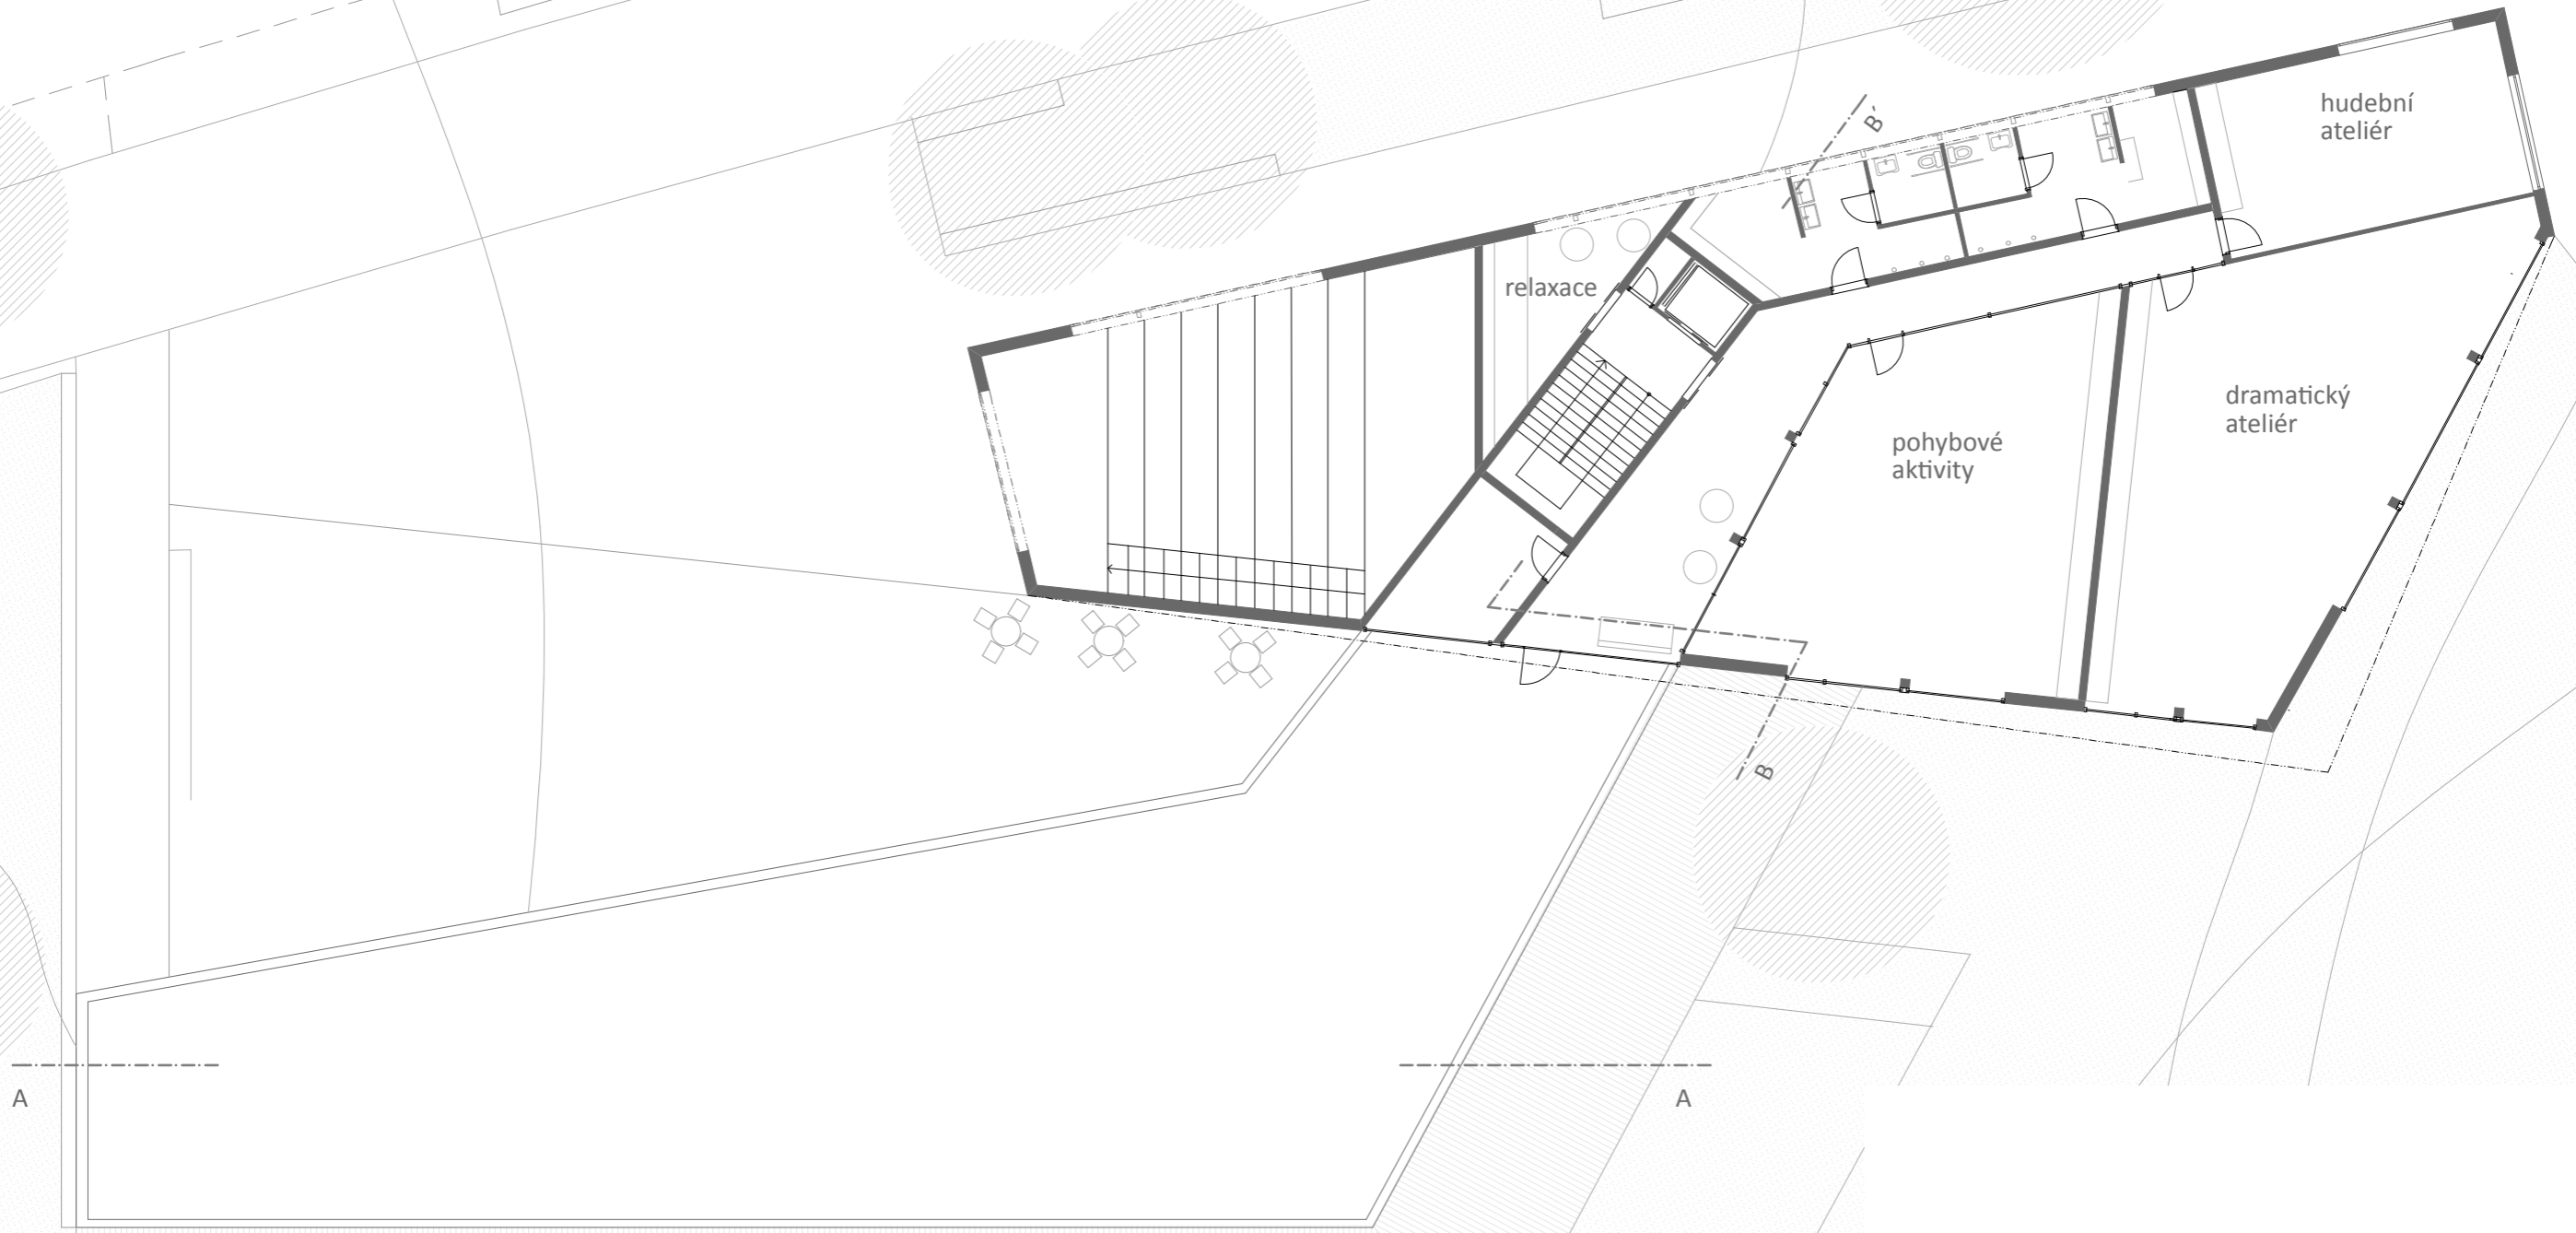 hudební
ateliér
B'
relaxace
dramatický
ateliér
pohybové
aktivity
B
A
A